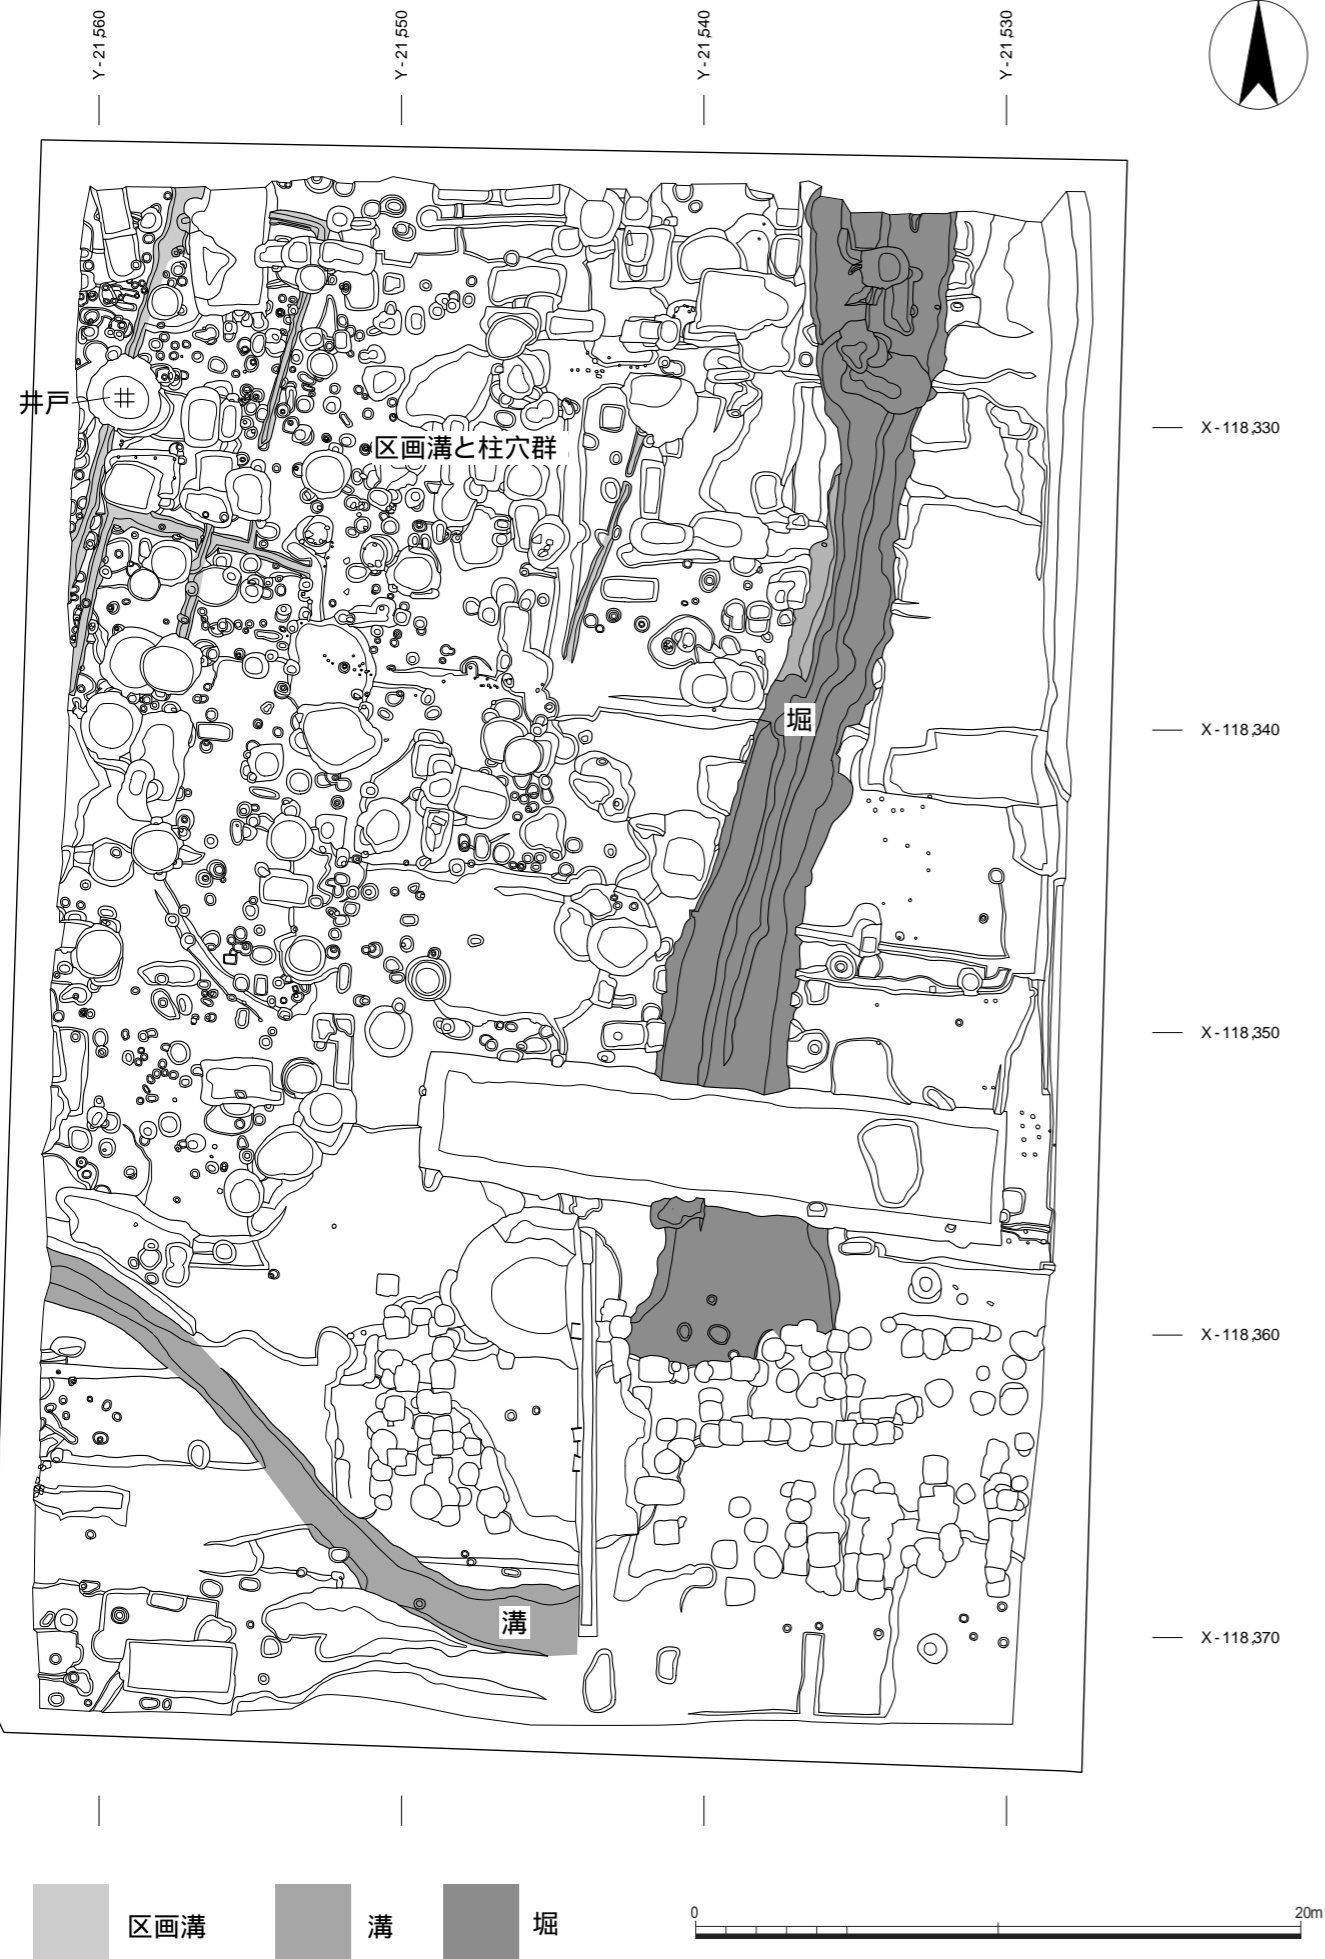 Y - 21,560
Y - 21,550
Y - 21,540
Y - 21,530
井戸
区画溝と柱穴群
X - 118,330
堀
X - 118,340
X - 118,350
X - 118,360
溝
X - 118,370
区画溝
溝
堀
0
20m